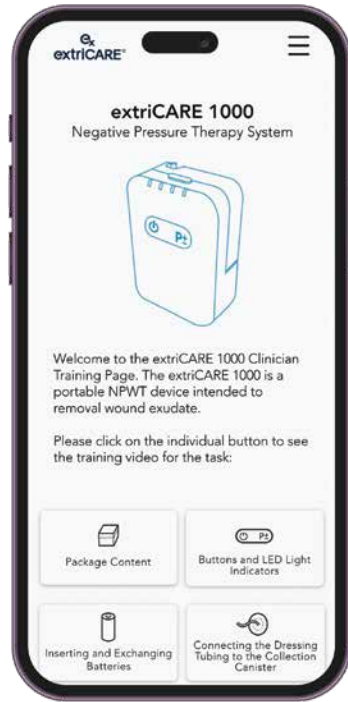 ex
extriCARE®
extriCARE 1000
Negative Pressure Therapy System
P±
Welcome to the extriCARE 1000 Clinician
Training Page. The extriCARE 1000 is a
portable NPWT device intended to
removal wound exudate.
Please click on the individual button to see
the training video for the task:
Package Content
P±
Buttons and LED Light
Indicators
Inserting and Exchanging
Batteries
Connecting the Dressing
Tubing to the Collection
Canister